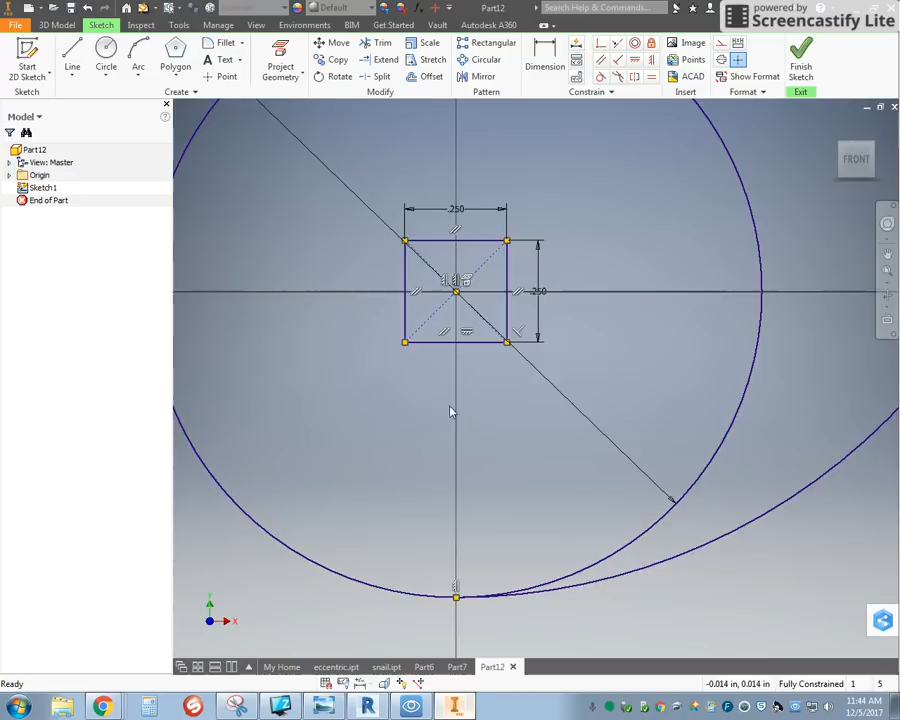 powered by
Screencastify Lite
Default
Part12
Search Help & Commands...
File
3D Model
Sketch
Inspect
Tools
Manage
View
Environments
BIM
Get Started
Vault
Autodesk A360
Start
2D Sketch
Line
Circle
Arc
Polygon
Fillet
Text
Point
Project
Geometry
Move
Copy
Rotate
Trim
Extend
Split
Scale
Stretch
Offset
Rectangular
Circular
Mirror
Dimension
Image
Points
ACAD
Show Format
Finish
Sketch
Sketch
Create
Modify
Pattern
Constrain
Insert
Format
Exit
Model
Part12
View: Master
Origin
Sketch1
End of Part
FRONT
.250
.250
Y
X
My Home
eccentric.ipt
snail.ipt
Part6
Part7
Part12
Ready
-0.014 in, 0.014 in
Fully Constrained
1
5
11:44 AM
12/5/2017